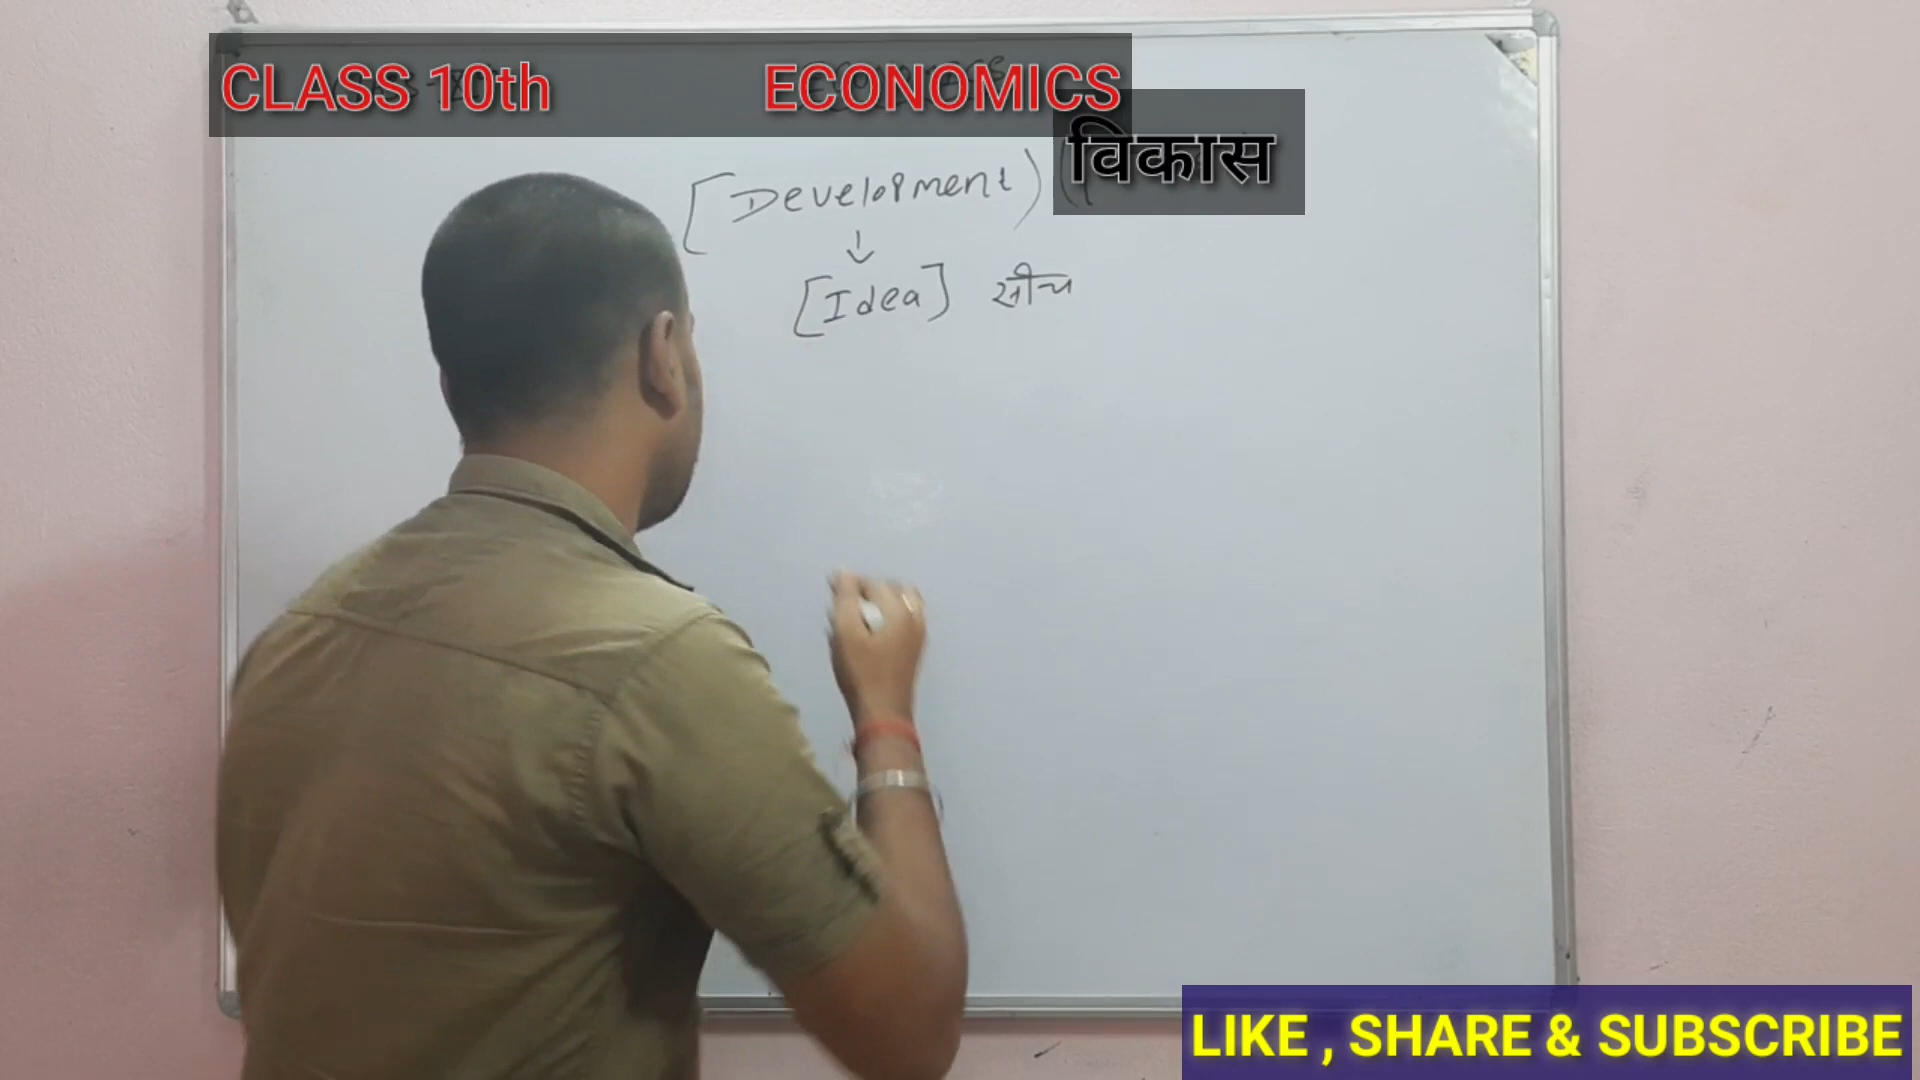 CLASS 10th ECONOMICS
विकास
[Development)
↓
[Idea] सोच
LIKE , SHARE & SUBSCRIBE